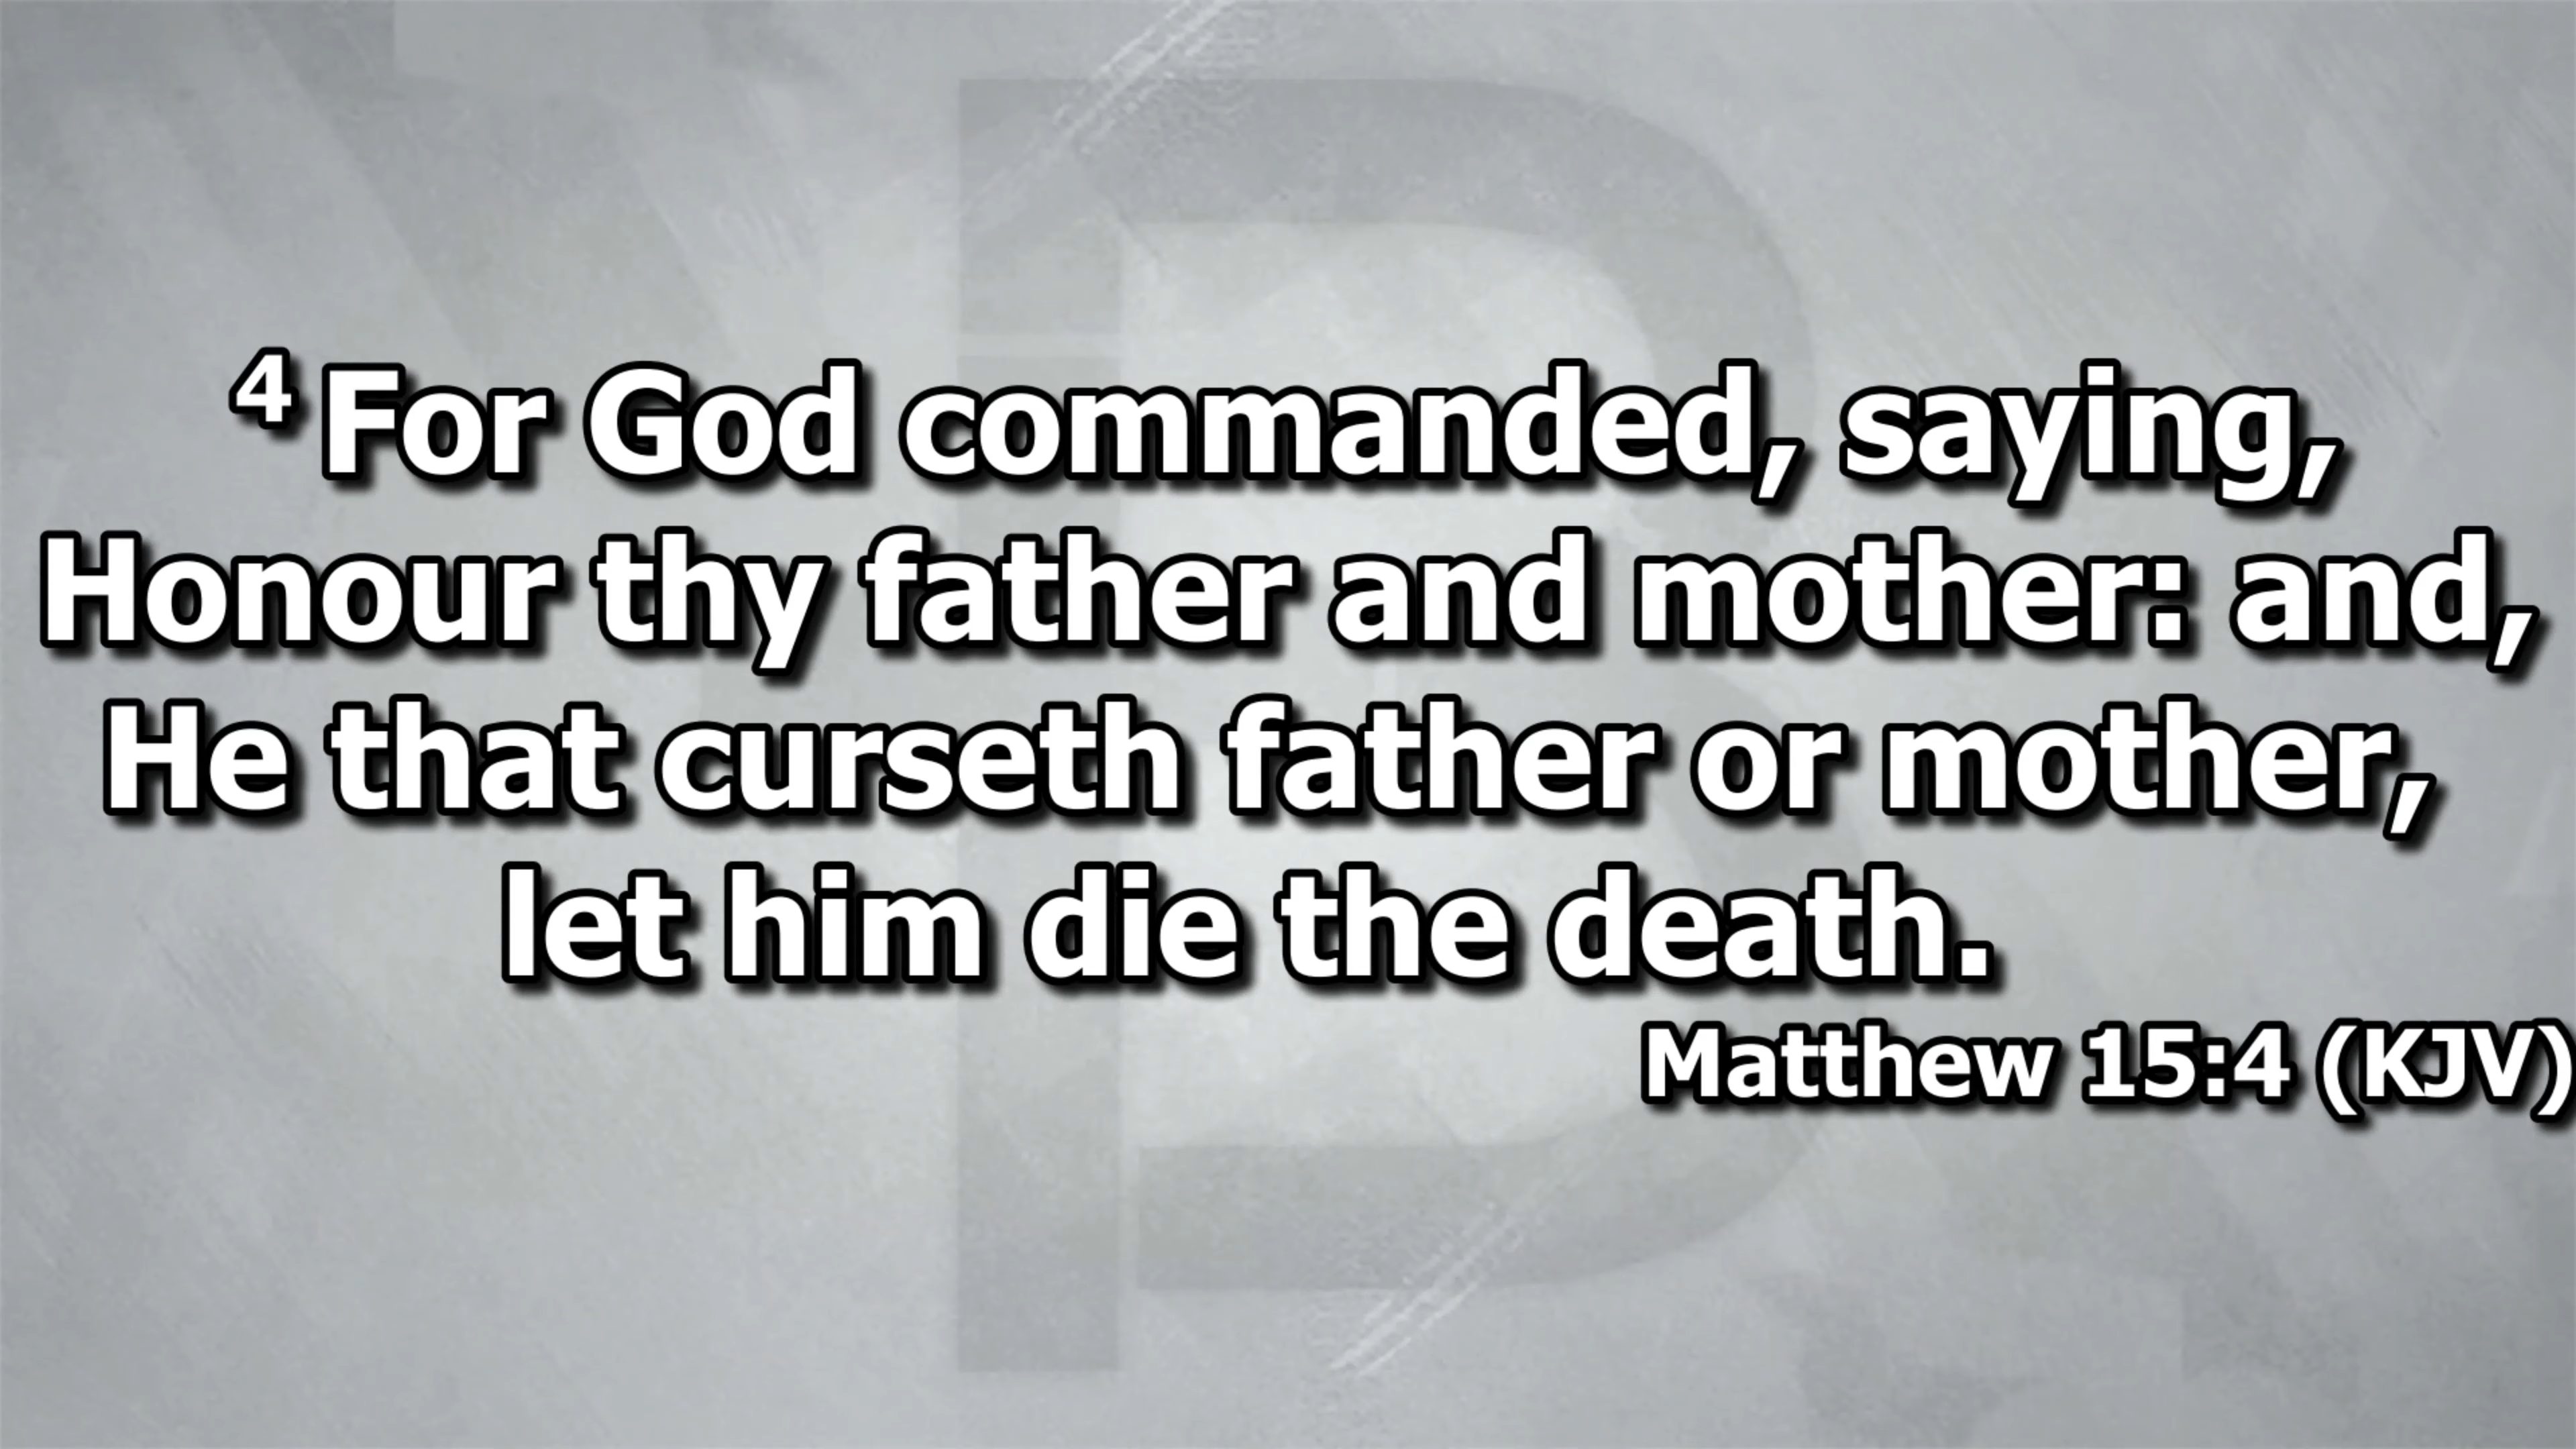 4 For God commanded, saying,
Honour thy father and mother: and,
He that curseth father or mother,
let him die the death.
Matthew 15:4 (KJV)